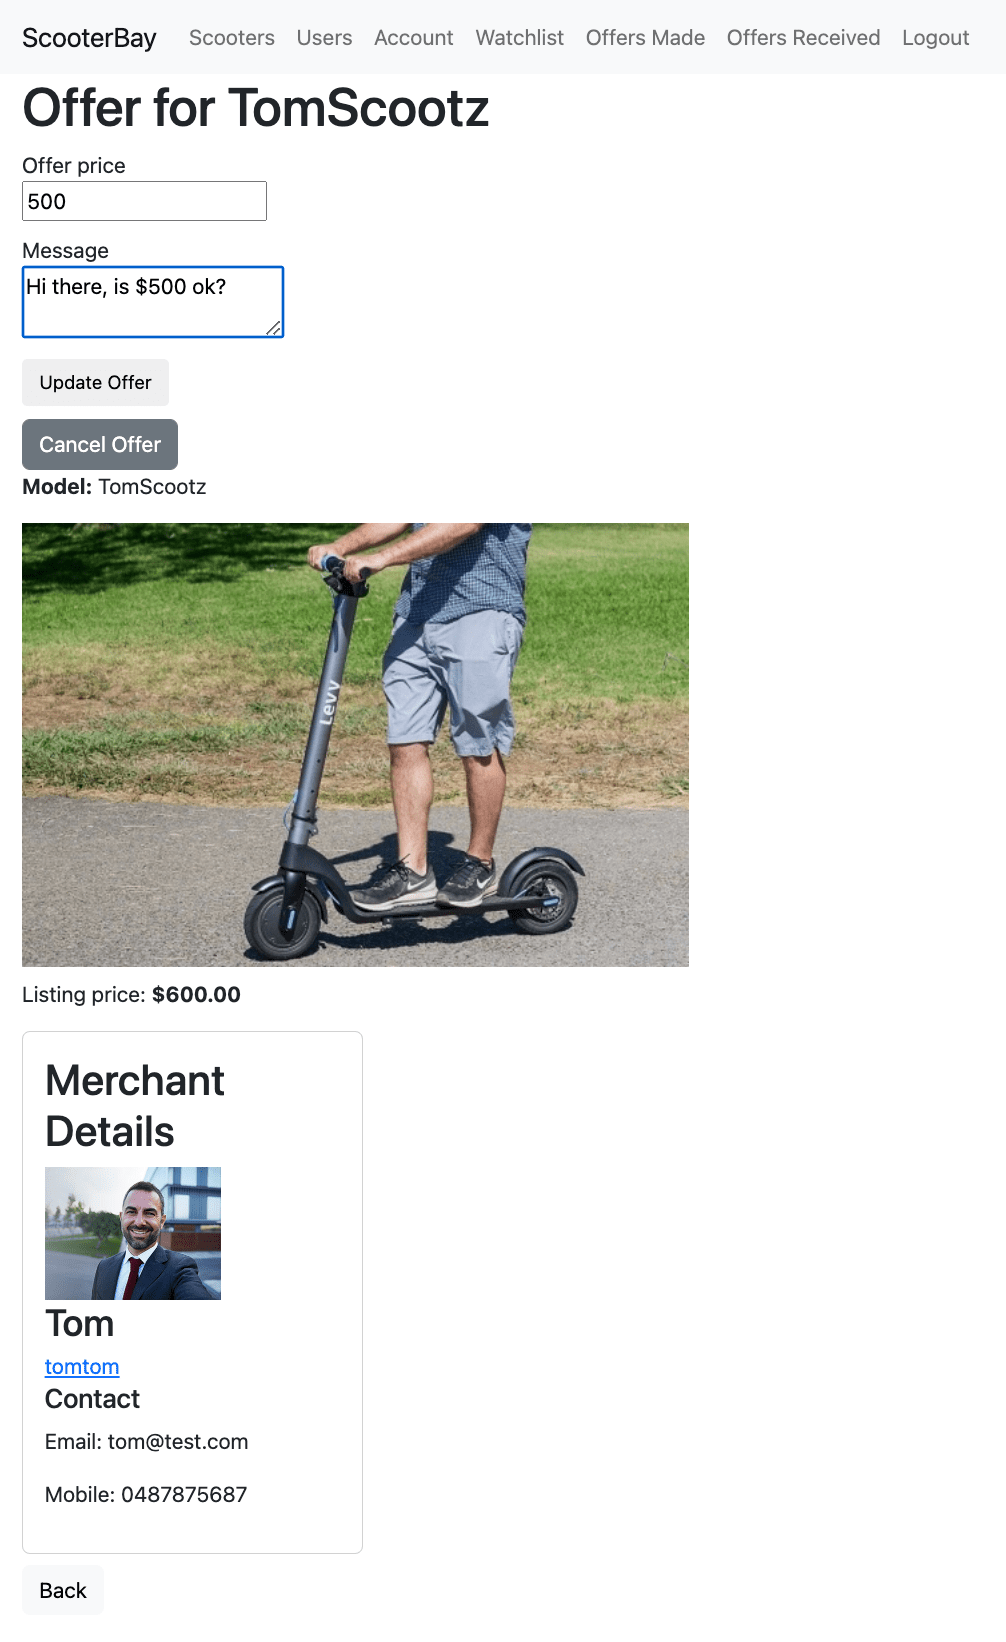 ScooterBay Scooters Users Account Watchlist Offers Made Offers Received Logout
Offer for TomScootz
Offer price
500
Message
Hi there, is $500 ok?
Update Offer
Cancel Offer
Model: TomScootz
Levy
Listing price: $600.00
Merchant
Details
Tom
tomtom
Contact
Email: tom@test.com
Mobile: 0487875687
Back